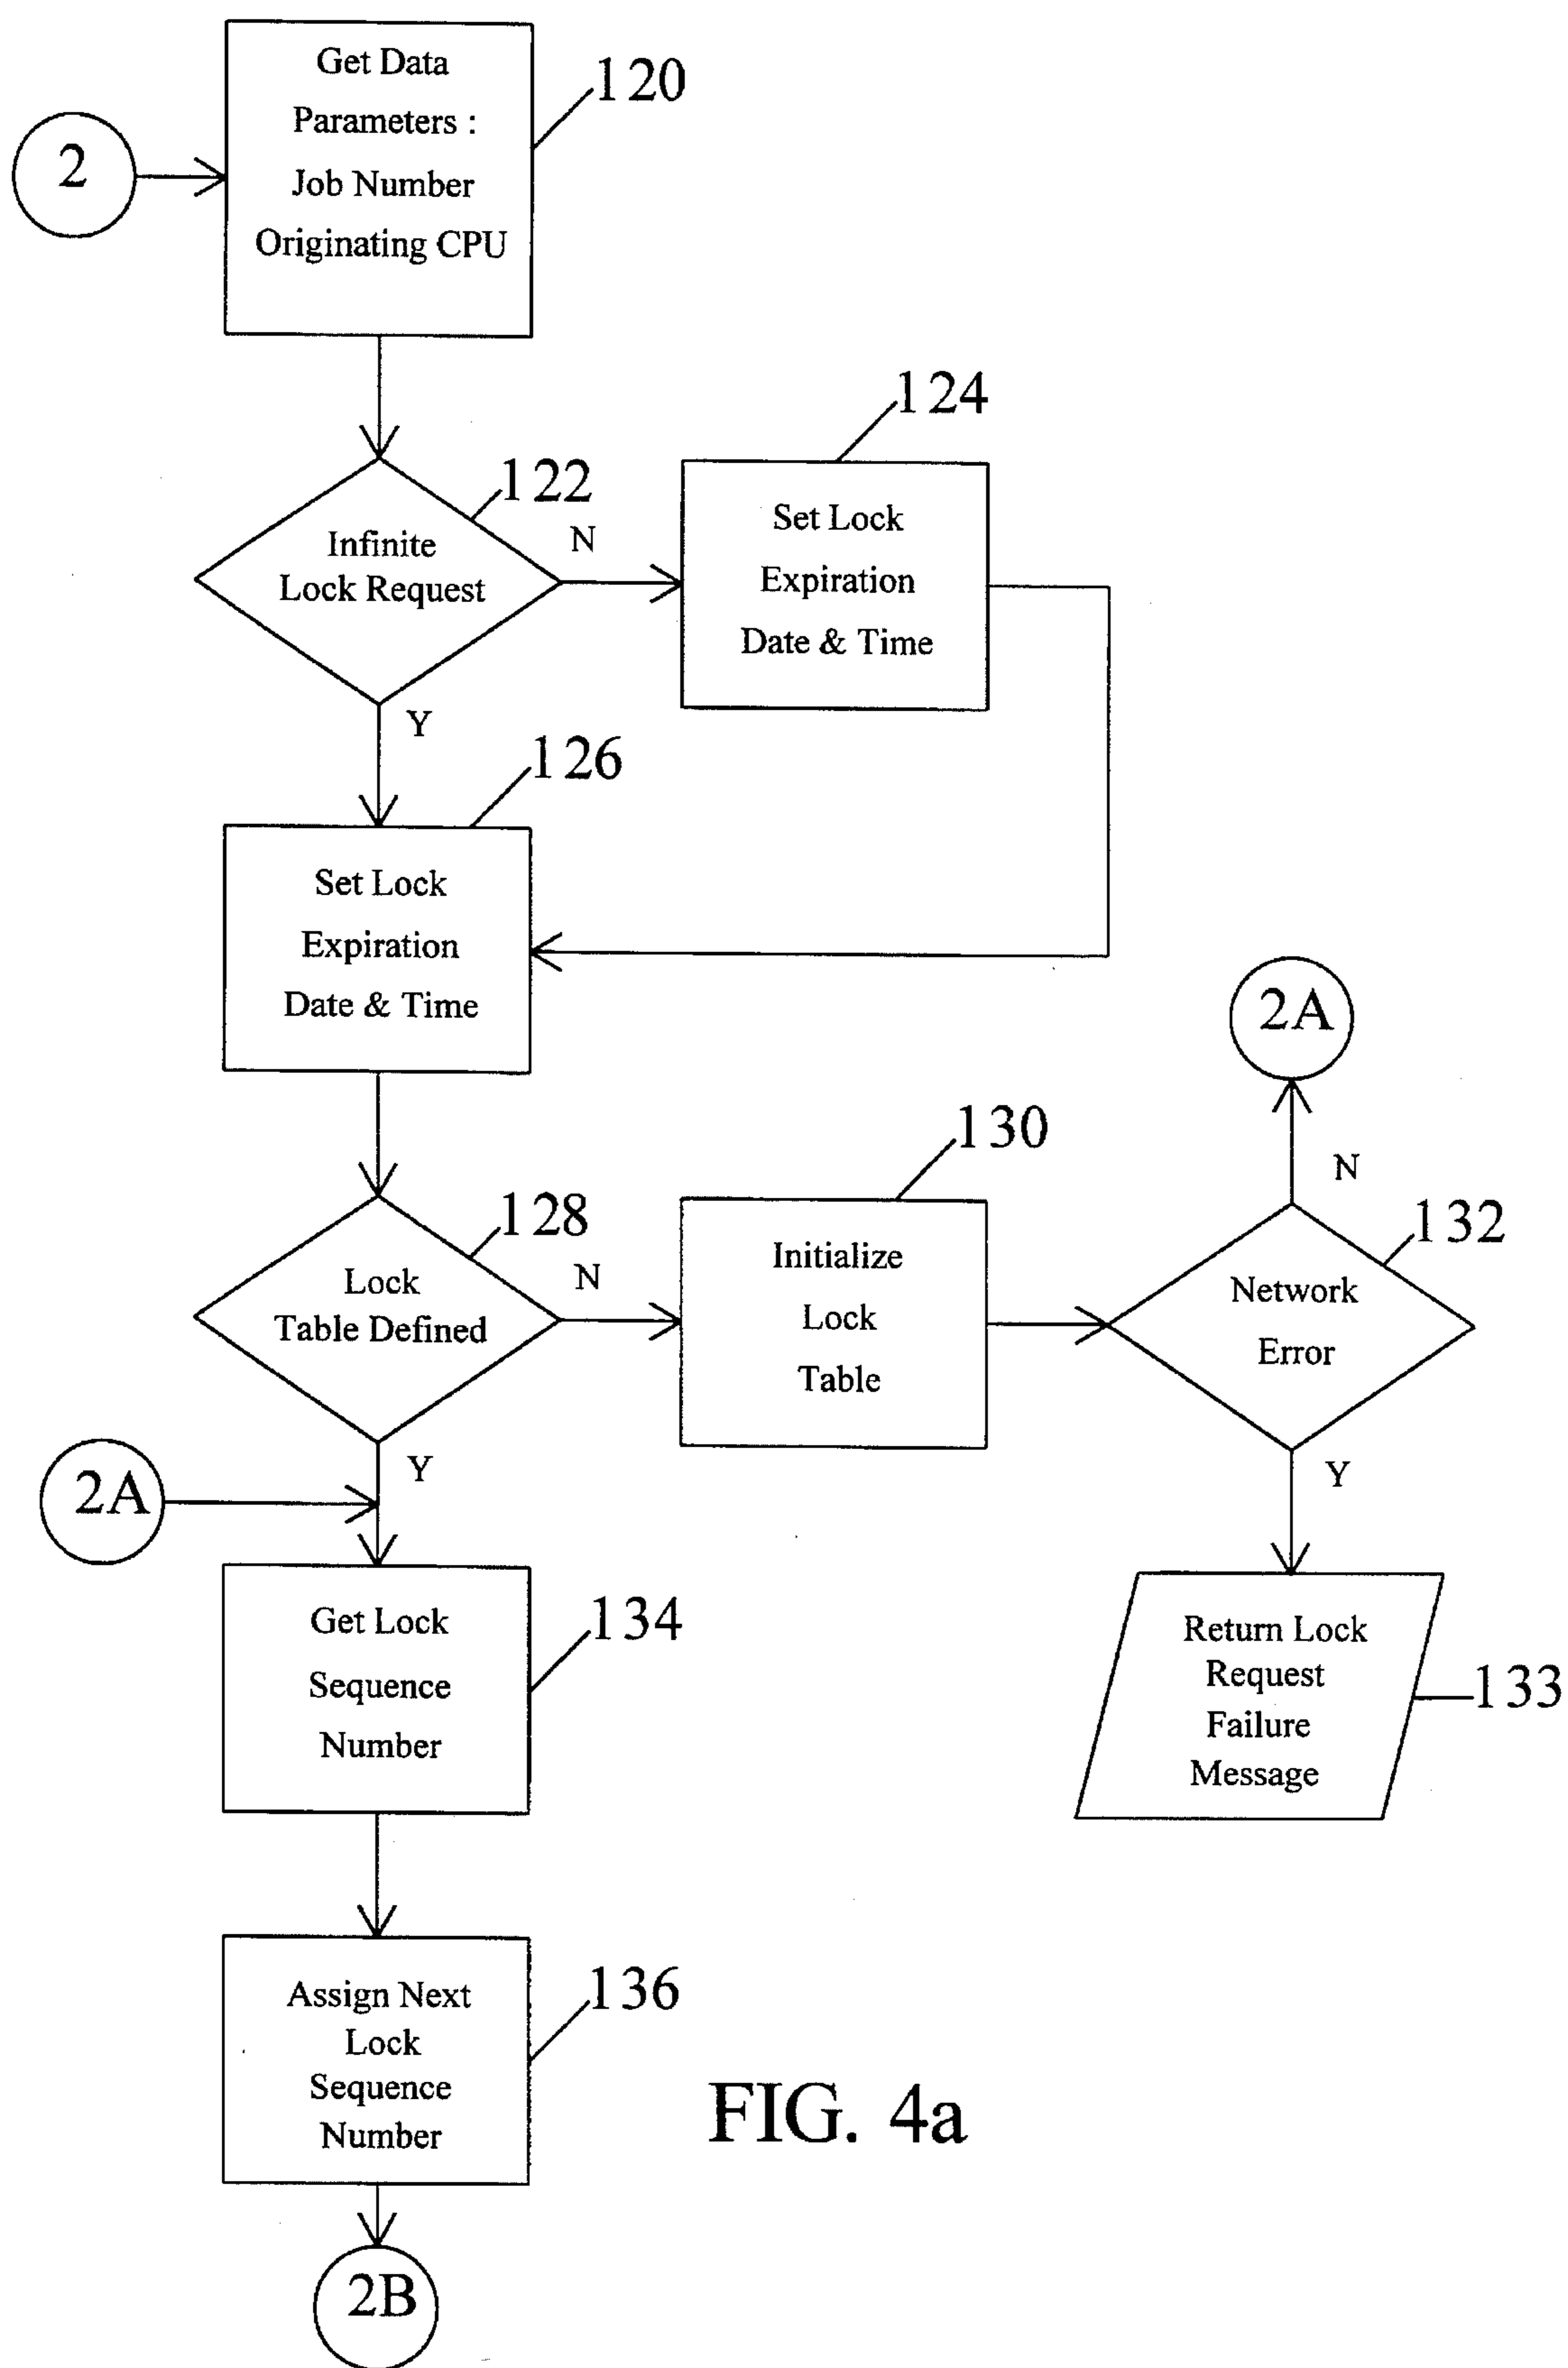 Get Data
Parameters :
Job Number
Originating CPU
120
2
124
122
Infinite
Lock Request
N
Set Lock
Expiration
Date & Time
Y
126
Set Lock
Expiration
Date & Time
2A
130
N
128
132
Lock
Table Defined
N
Initialize
Lock
Table
Network
Error
Y
Y
2A
Get Lock
Sequence
Number
134
Return Lock
Request
Failure
Message
133
Assign Next
Lock
Sequence
Number
136
FIG. 4a
2B